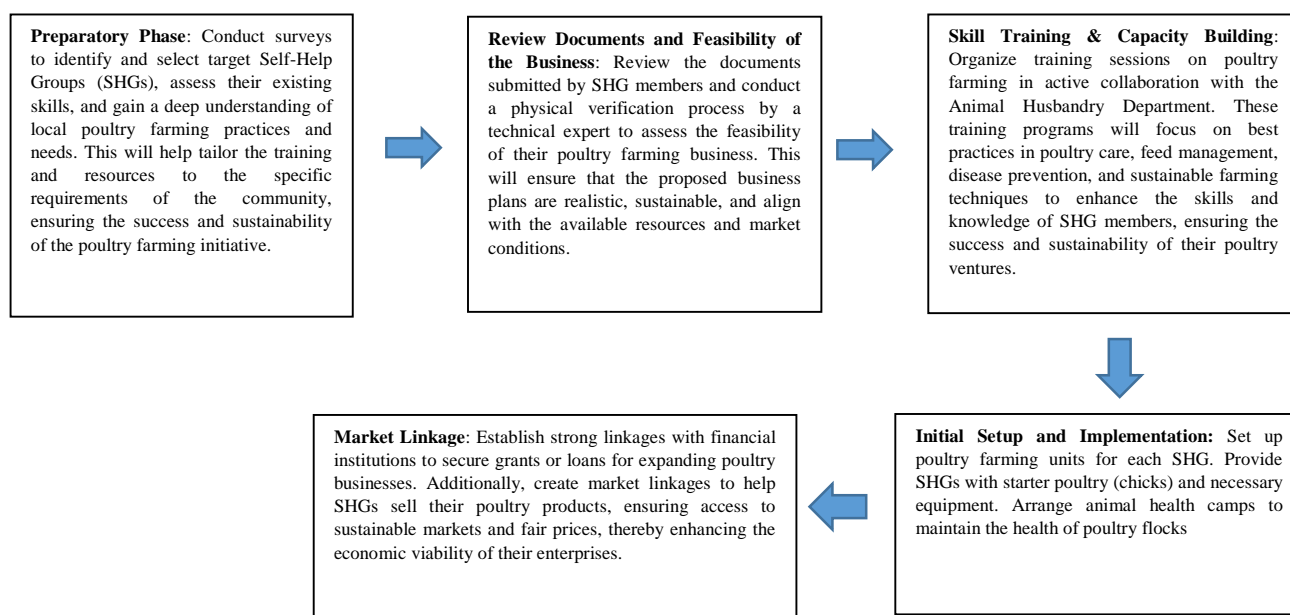 Preparatory Phase: Conduct surveys
to identify and select target Self-Help
Groups (SHGs), assess their existing
skills, and gain a deep understanding of
local poultry farming practices and
needs. This will help tailor the training
and resources to the specific
requirements of the community,
ensuring the success and sustainability
of the poultry farming initiative.
Review Documents and Feasibility of
the Business: Review the documents
submitted by SHG members and conduct
a physical verification process by a
technical expert to assess the feasibility
of their poultry farming business. This
will ensure that the proposed business
plans are realistic, sustainable, and align
with the available resources and market
conditions.
Skill Training & Capacity Building:
Organize training sessions on poultry
farming in active collaboration with the
Animal Husbandry Department. These
training programs will focus on best
practices in poultry care, feed management,
disease prevention, and sustainable farming
techniques to enhance the skills and
knowledge of SHG members, ensuring the
success and sustainability of their poultry
ventures.
Initial Setup and Implementation: Set up
poultry farming units for each SHG. Provide
SHGs with starter poultry (chicks) and necessary
equipment. Arrange animal health camps to
maintain the health of poultry flocks
Market Linkage: Establish strong linkages with financial
institutions to secure grants or loans for expanding poultry
businesses. Additionally, create market linkages to help
SHGs sell their poultry products, ensuring access to
sustainable markets and fair prices, thereby enhancing the
economic viability of their enterprises.